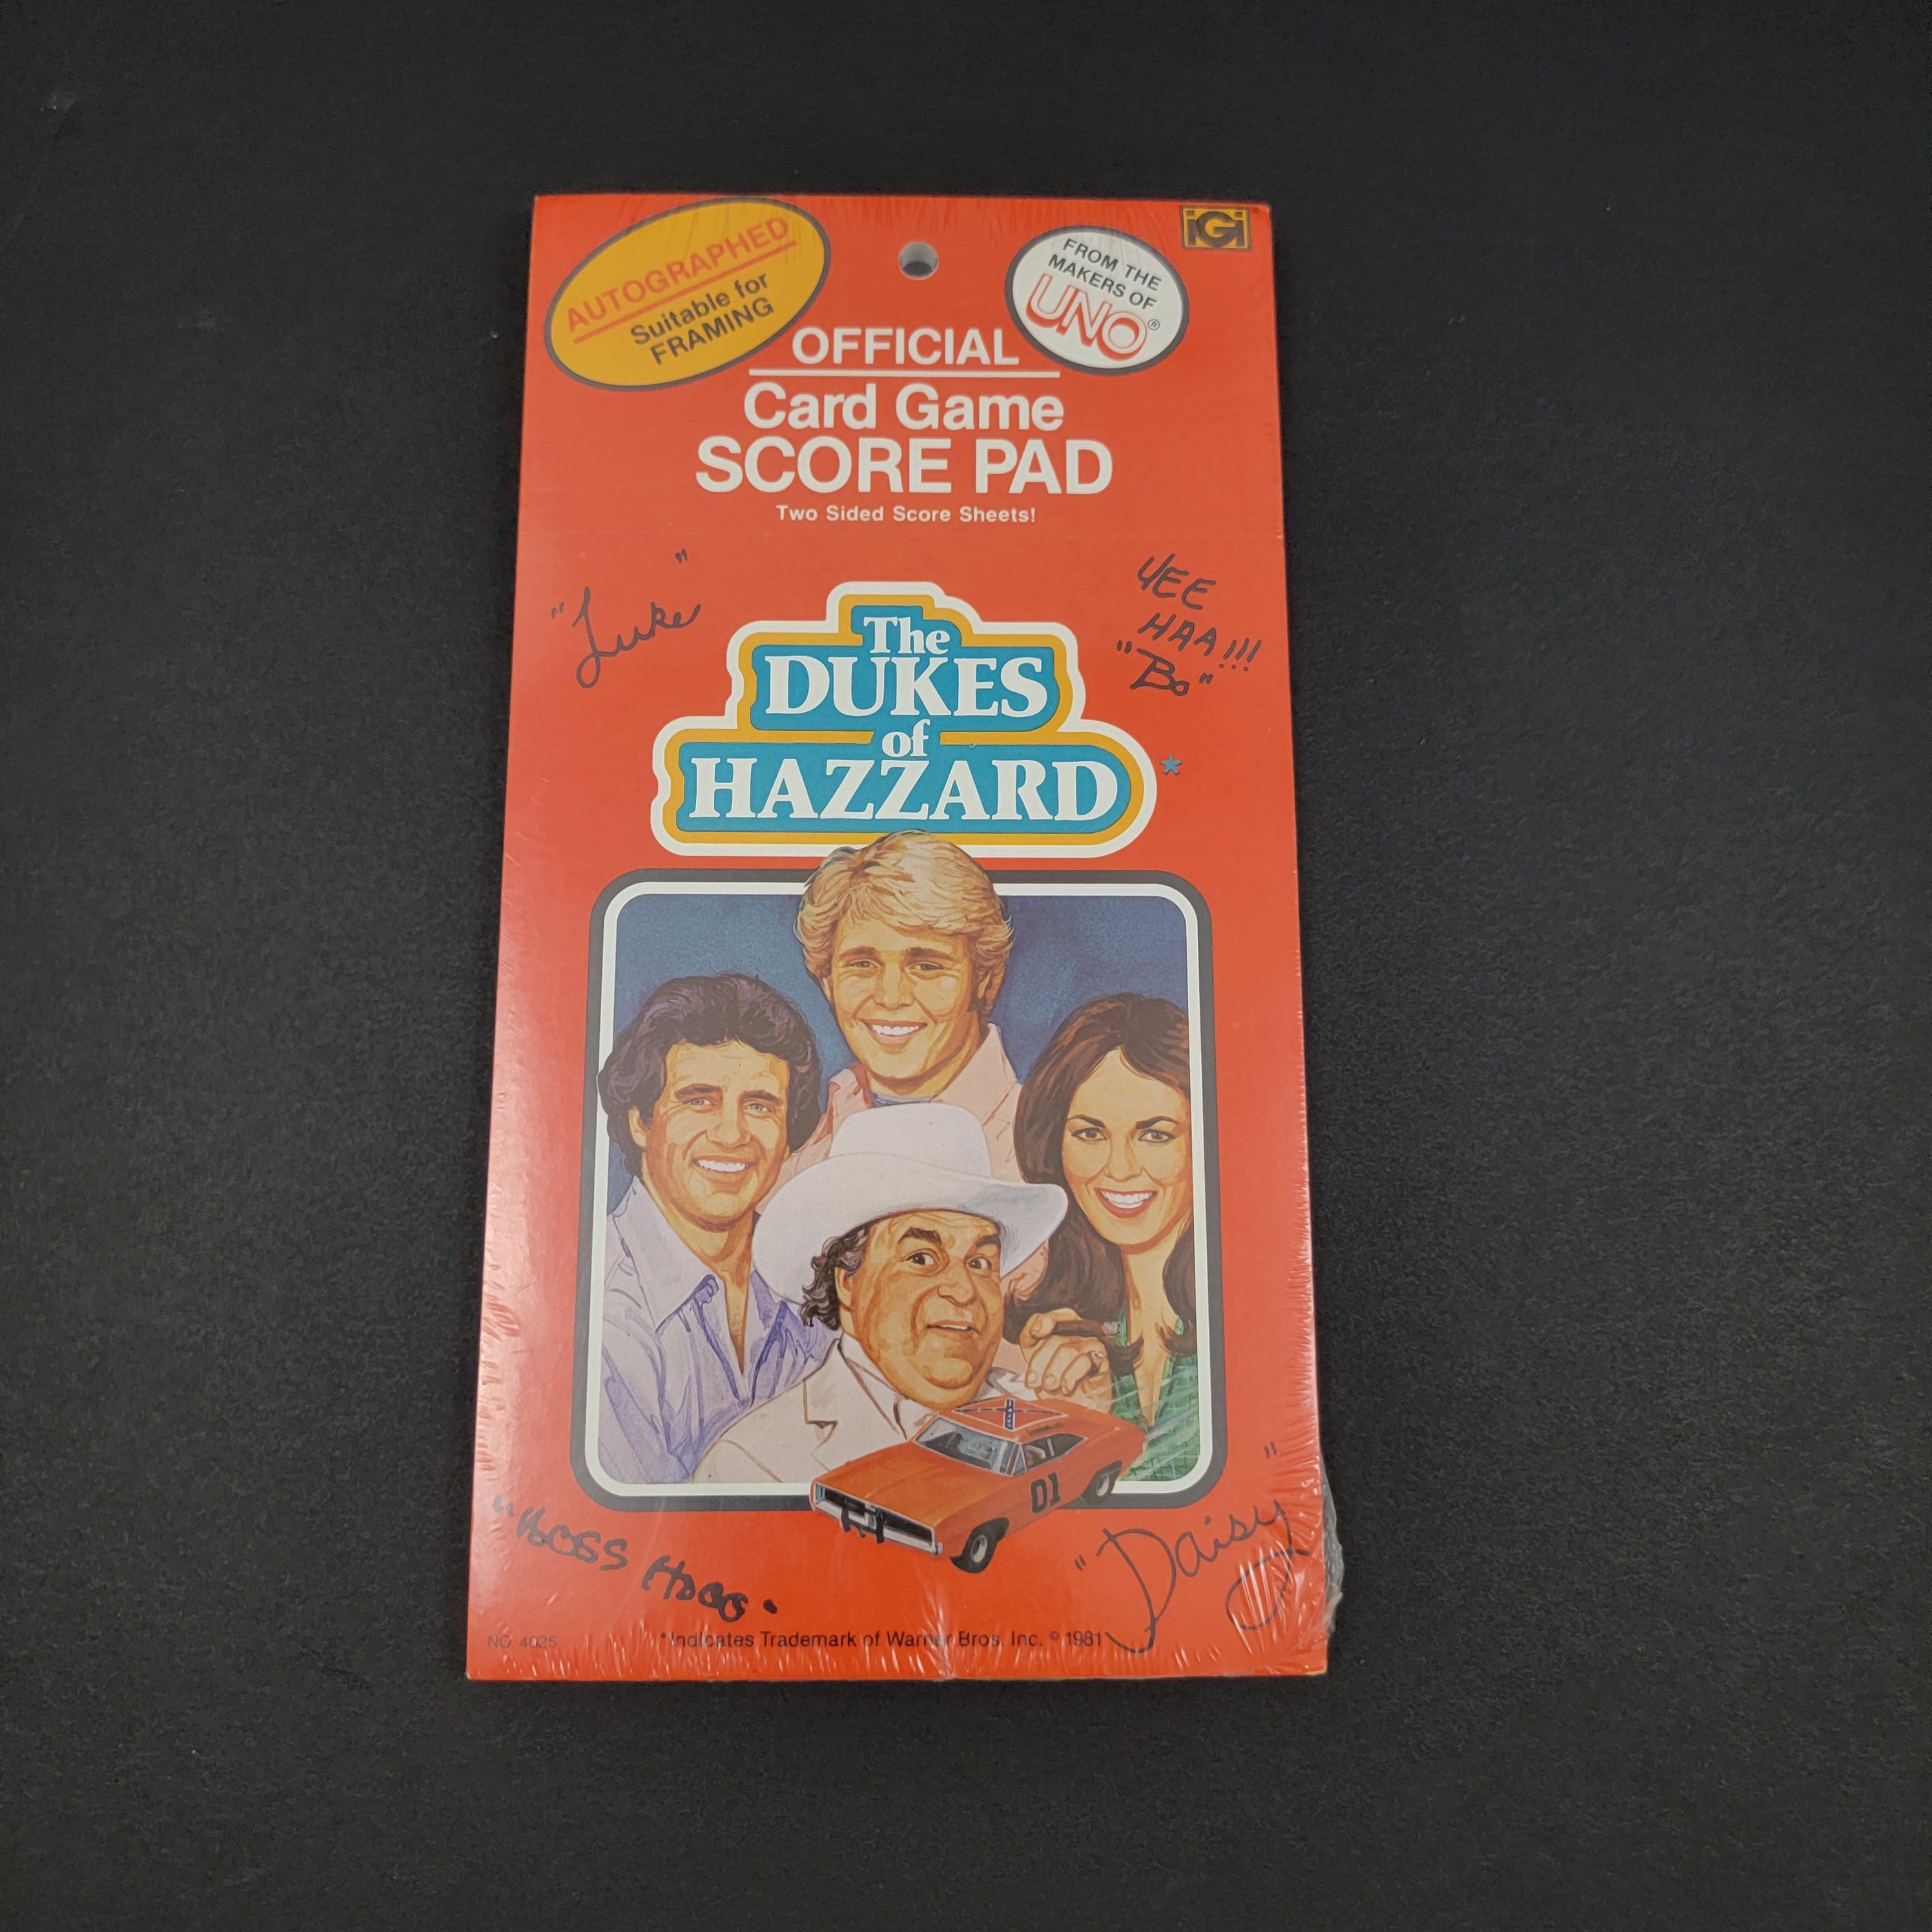 AUTOGRAPHED
Suitable for
FRAMING
FROM THE
MAKERS OF
UNO®
iGi
OFFICIAL
Card Game
SCORE PAD
Two Sided Score Sheets!
"Luke"
YEE
HAA!!!
"Bo"
The
DUKES
of
HAZZARD*
01
"BOSS HOGG"
"Daisy"
NO. 4025
*Indicates Trademark of Warner Bros. Inc. © 1981